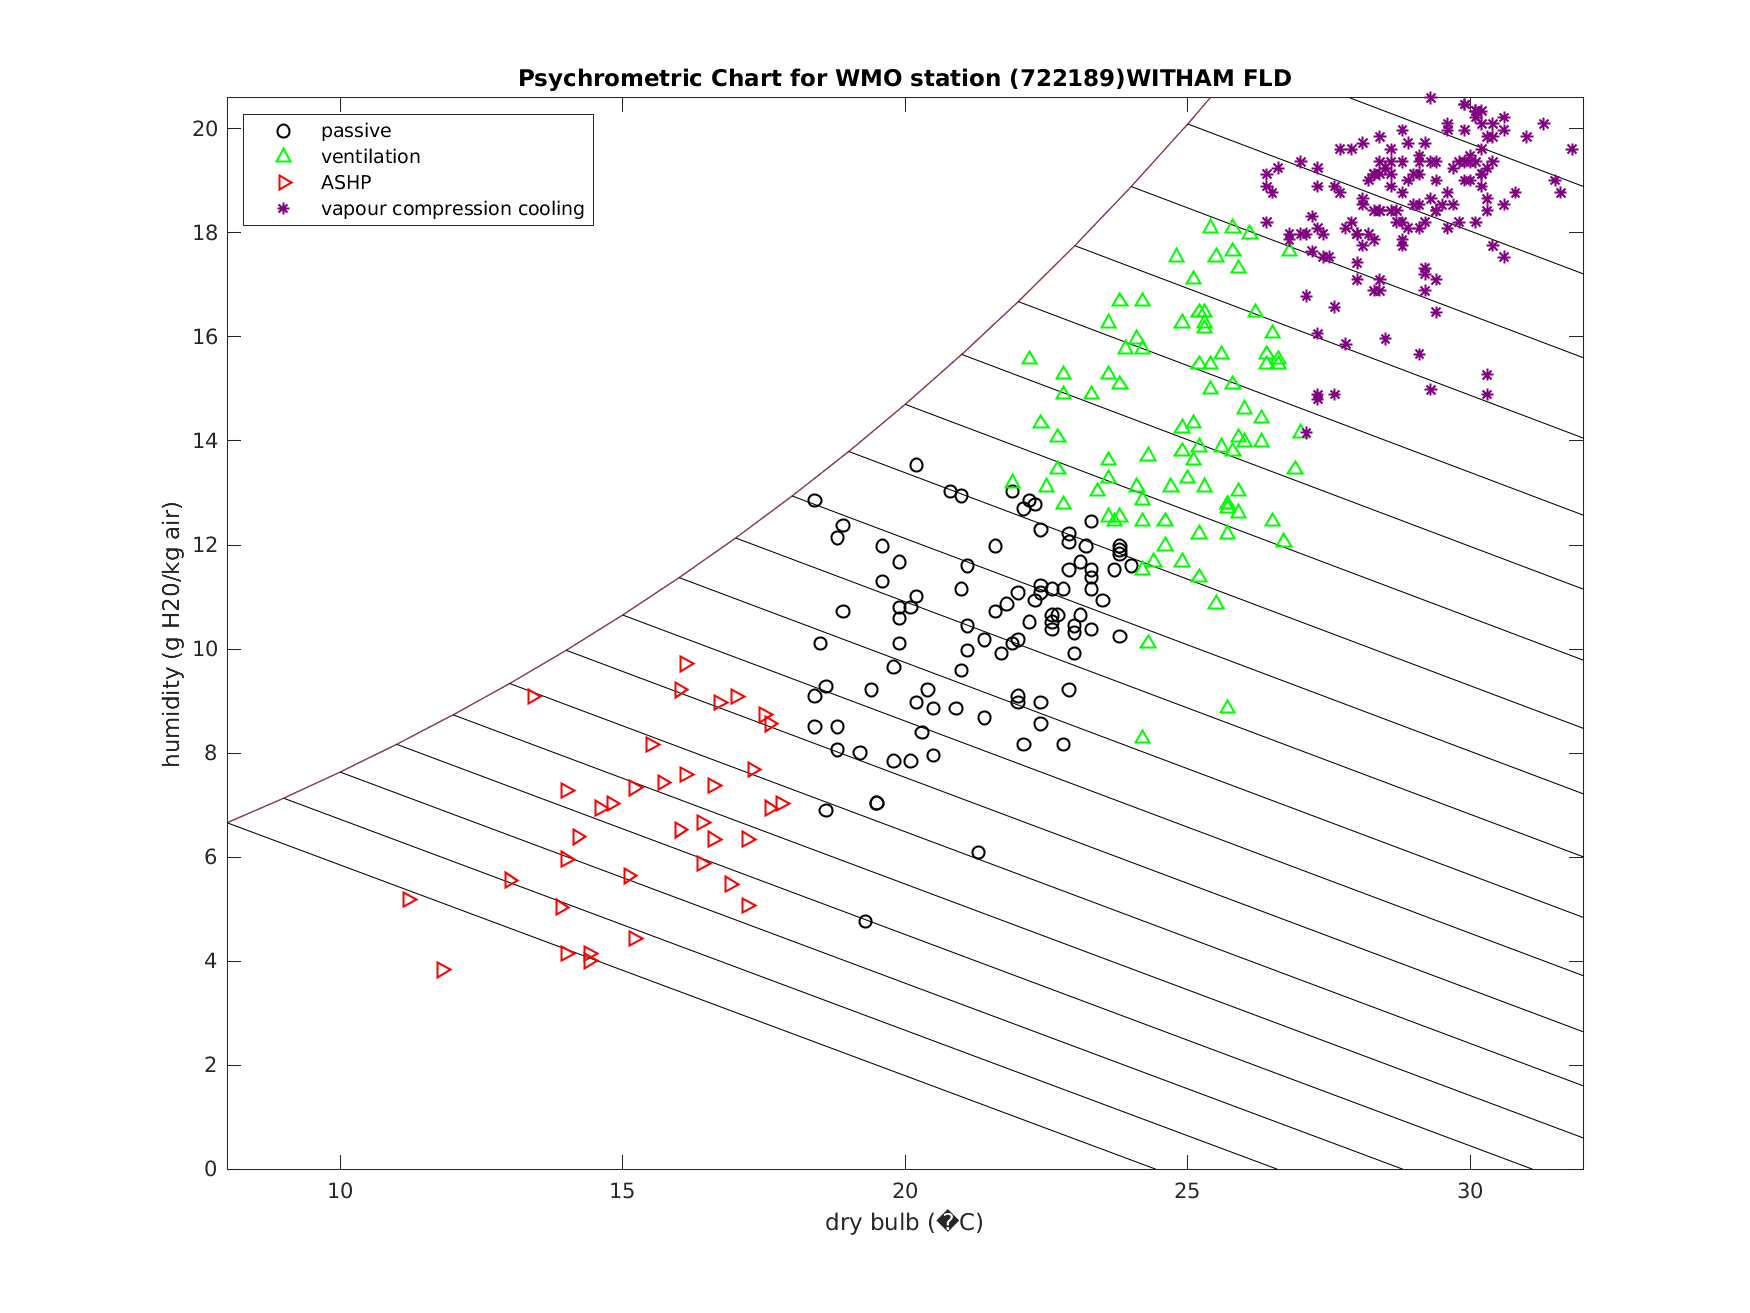 Psychrometric Chart for WMO station (722189)WITHAM FLD
passive
ventilation
ASHP
vapour compression cooling
humidity (g H20/kg air)
20
18
16
14
12
10
8
6
4
2
0
10 15 20 25 30
dry bulb (�C)